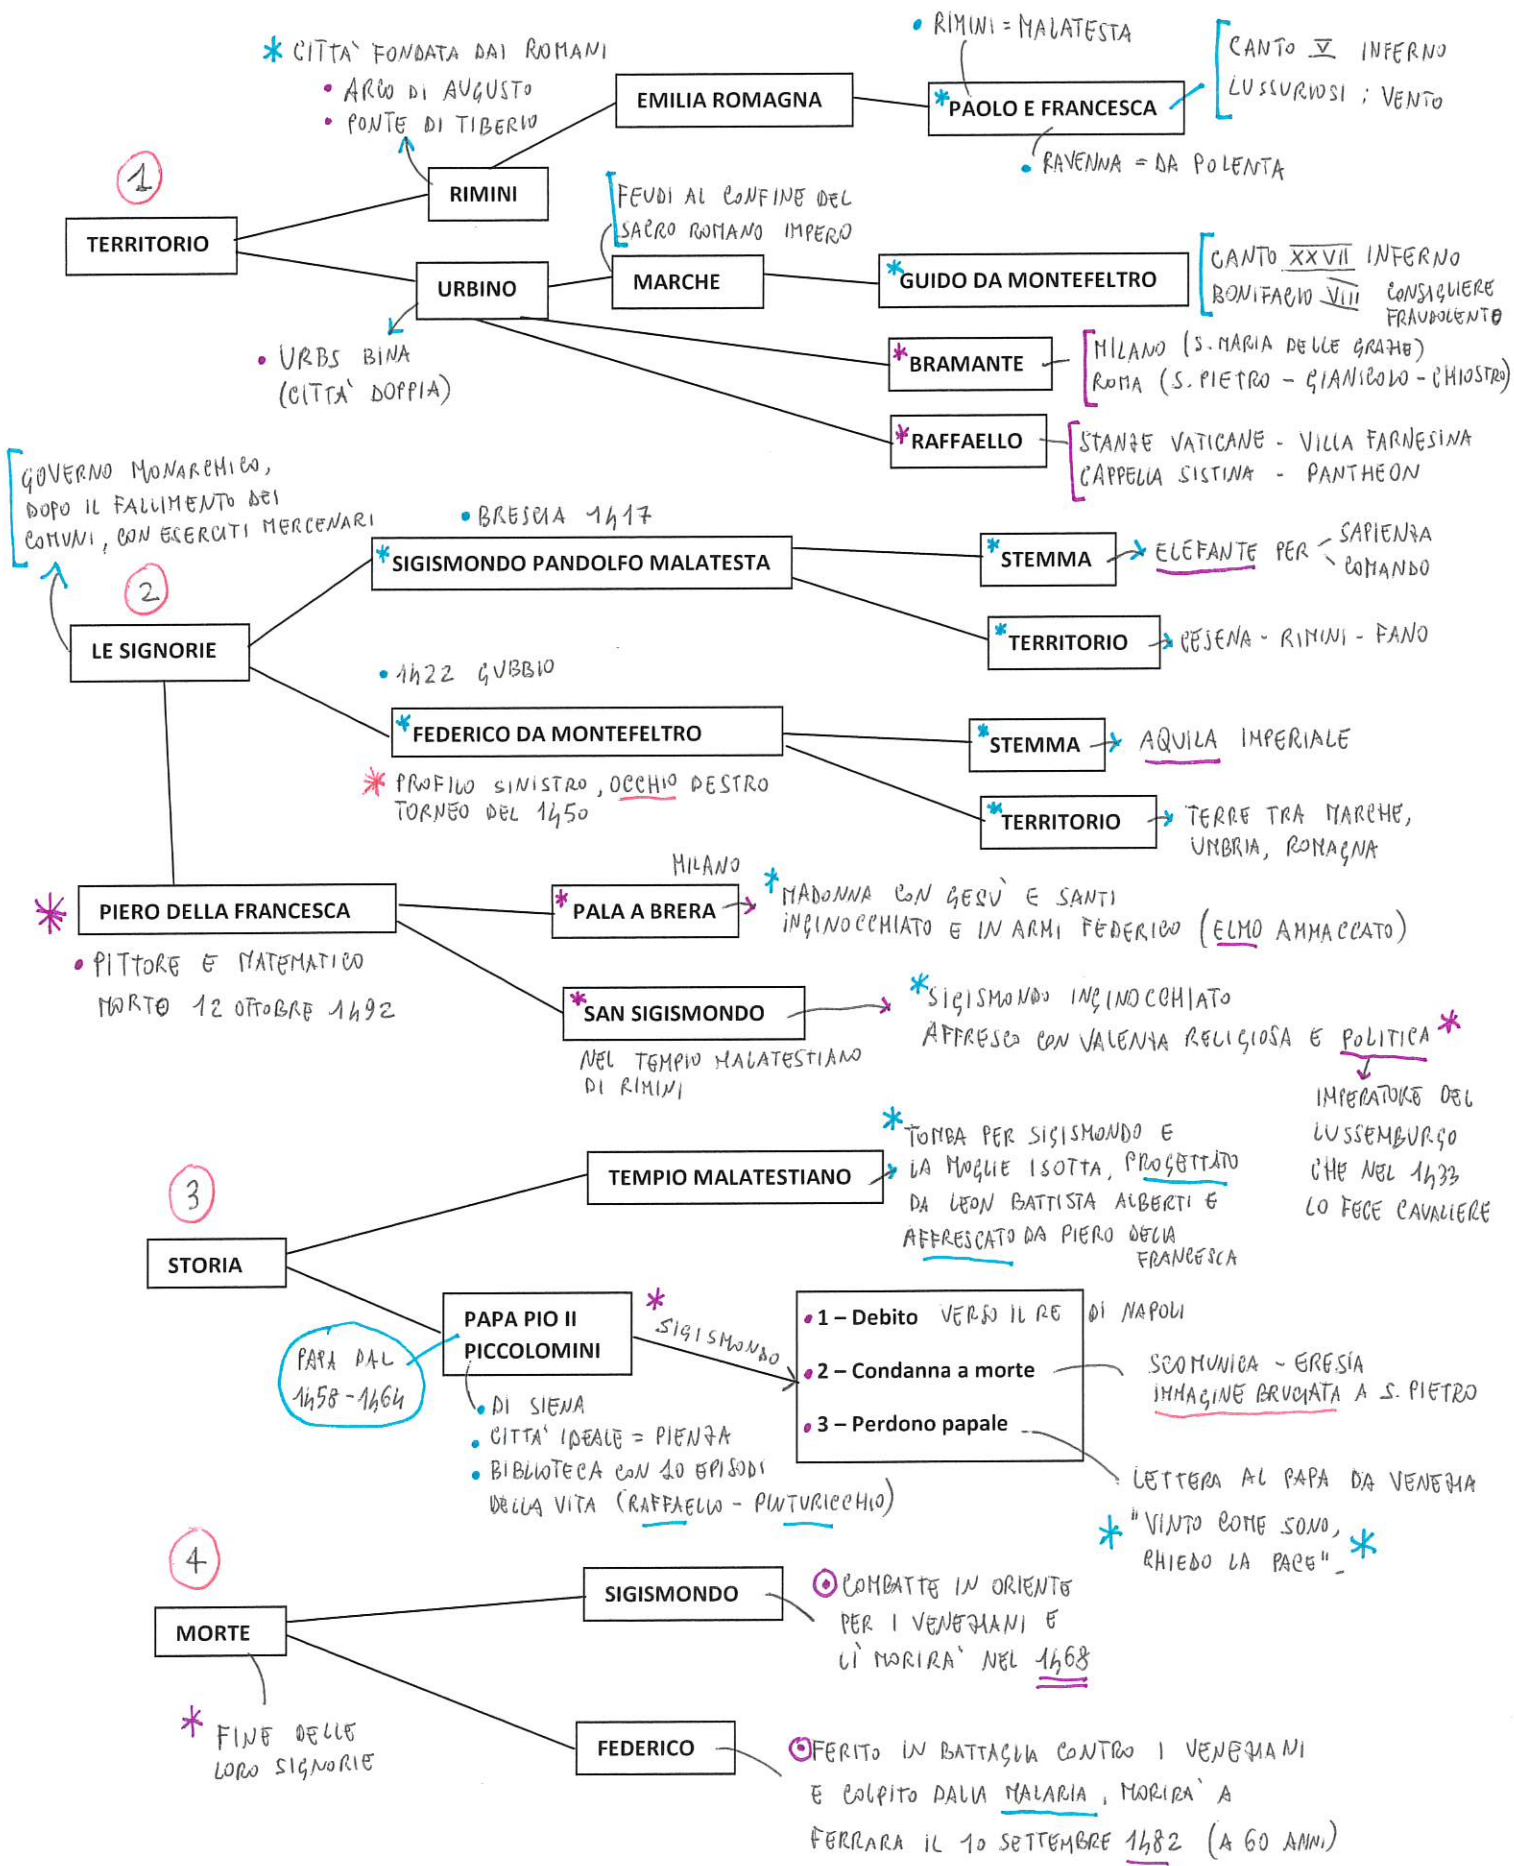 1
TERRITORIO
* CITTA' FONDATA DAI ROMANI
• ARCO DI AUGUSTO
• PONTE DI TIBERIO
RIMINI
EMILIA ROMAGNA
• RIMINI = MALATESTA
*PAOLO E FRANCESCA
• RAVENNA = DA POLENTA
CANTO V INFERNO
LUSSURIOSI ; VENTO
URBINO
• URBS BINA
(CITTA' DOPPIA)
FEUDI AL CONFINE DEL
SACRO ROMANO IMPERO
MARCHE
*GUIDO DA MONTEFELTRO
CANTO XXVII INFERNO
BONIFACIO VIII CONSIGLIERE
FRAUDOLENTO
*BRAMANTE
MILANO (S. MARIA DELLE GRAZIE)
ROMA (S. PIETRO - GIANICOLO - CHIOSTRO)
*RAFFAELLO
STANZE VATICANE - VILLA FARNESINA
CAPPELLA SISTINA - PANTHEON
GOVERNO MONARCHICO,
DOPO IL FALLIMENTO DEI
COMUNI, CON ESERCITI MERCENARI
2
LE SIGNORIE
• BRESCIA 1417
*SIGISMONDO PANDOLFO MALATESTA
*STEMMA
ELEFANTE PER
SAPIENZA
COMANDO
*TERRITORIO
CESENA - RIMINI - FANO
• 1422 GUBBIO
*FEDERICO DA MONTEFELTRO
* PROFILO SINISTRO, OCCHIO DESTRO
TORNEO DEL 1450
*STEMMA
AQUILA IMPERIALE
*TERRITORIO
TERRE TRA MARCHE,
UMBRIA, ROMAGNA
* PIERO DELLA FRANCESCA
• PITTORE E MATEMATICO
MORTO 12 OTTOBRE 1492
MILANO
*PALA A BRERA
* MADONNA CON GESÙ E SANTI
INGINOCCHIATO E IN ARMI FEDERICO (ELMO AMMACCATO)
*SAN SIGISMONDO
NEL TEMPIO MALATESTIANO
DI RIMINI
*SIGISMONDO INGINOCCHIATO
AFFRESCO CON VALENZA RELIGIOSA E POLITICA *
IMPERATORE DEL
LUSSEMBURGO
CHE NEL 1433
LO FECE CAVALIERE
3
STORIA
TEMPIO MALATESTIANO
* TOMBA PER SIGISMONDO E
LA MOGLIE ISOTTA, PROGETTATO
DA LEON BATTISTA ALBERTI E
AFFRESCATO DA PIERO DELLA
FRANCESCA
PAPA PIO II
PICCOLOMINI
PAPA DAL
1458 - 1464
• DI SIENA
• CITTA' IDEALE = PIENZA
• BIBLIOTECA CON 10 EPISODI
DELLA VITA (RAFFAELLO - PINTURICCHIO)
* SIGISMONDO
• 1 – Debito VERSO IL RE DI NAPOLI
• 2 – Condanna a morte
SCOMUNICA - ERESIA
IMMAGINE BRUCIATA A S. PIETRO
• 3 – Perdono papale
LETTERA AL PAPA DA VENEZIA
* "VINTO COME SONO,
CHIEDO LA PACE". *
4
MORTE
* FINE DELLE
LORO SIGNORIE
SIGISMONDO
COMBATTE IN ORIENTE
PER I VENEZIANI E
LÌ MORIRA' NEL 1468
FEDERICO
FERITO IN BATTAGLIA CONTRO I VENEZIANI
E COLPITO DALLA MALARIA, MORIRA' A
FERRARA IL 10 SETTEMBRE 1482 (A 60 ANNI)